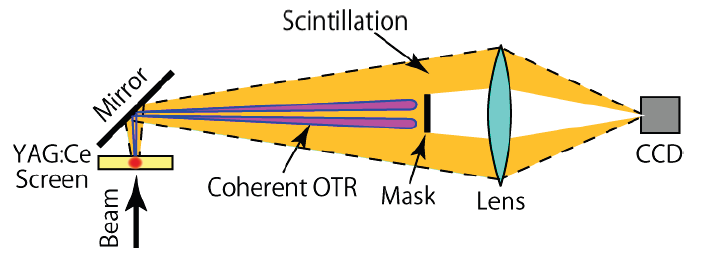 Scintillation
Mirror
YAG:Ce
Screen
Coherent OTR
Mask
Lens
CCD
Beam